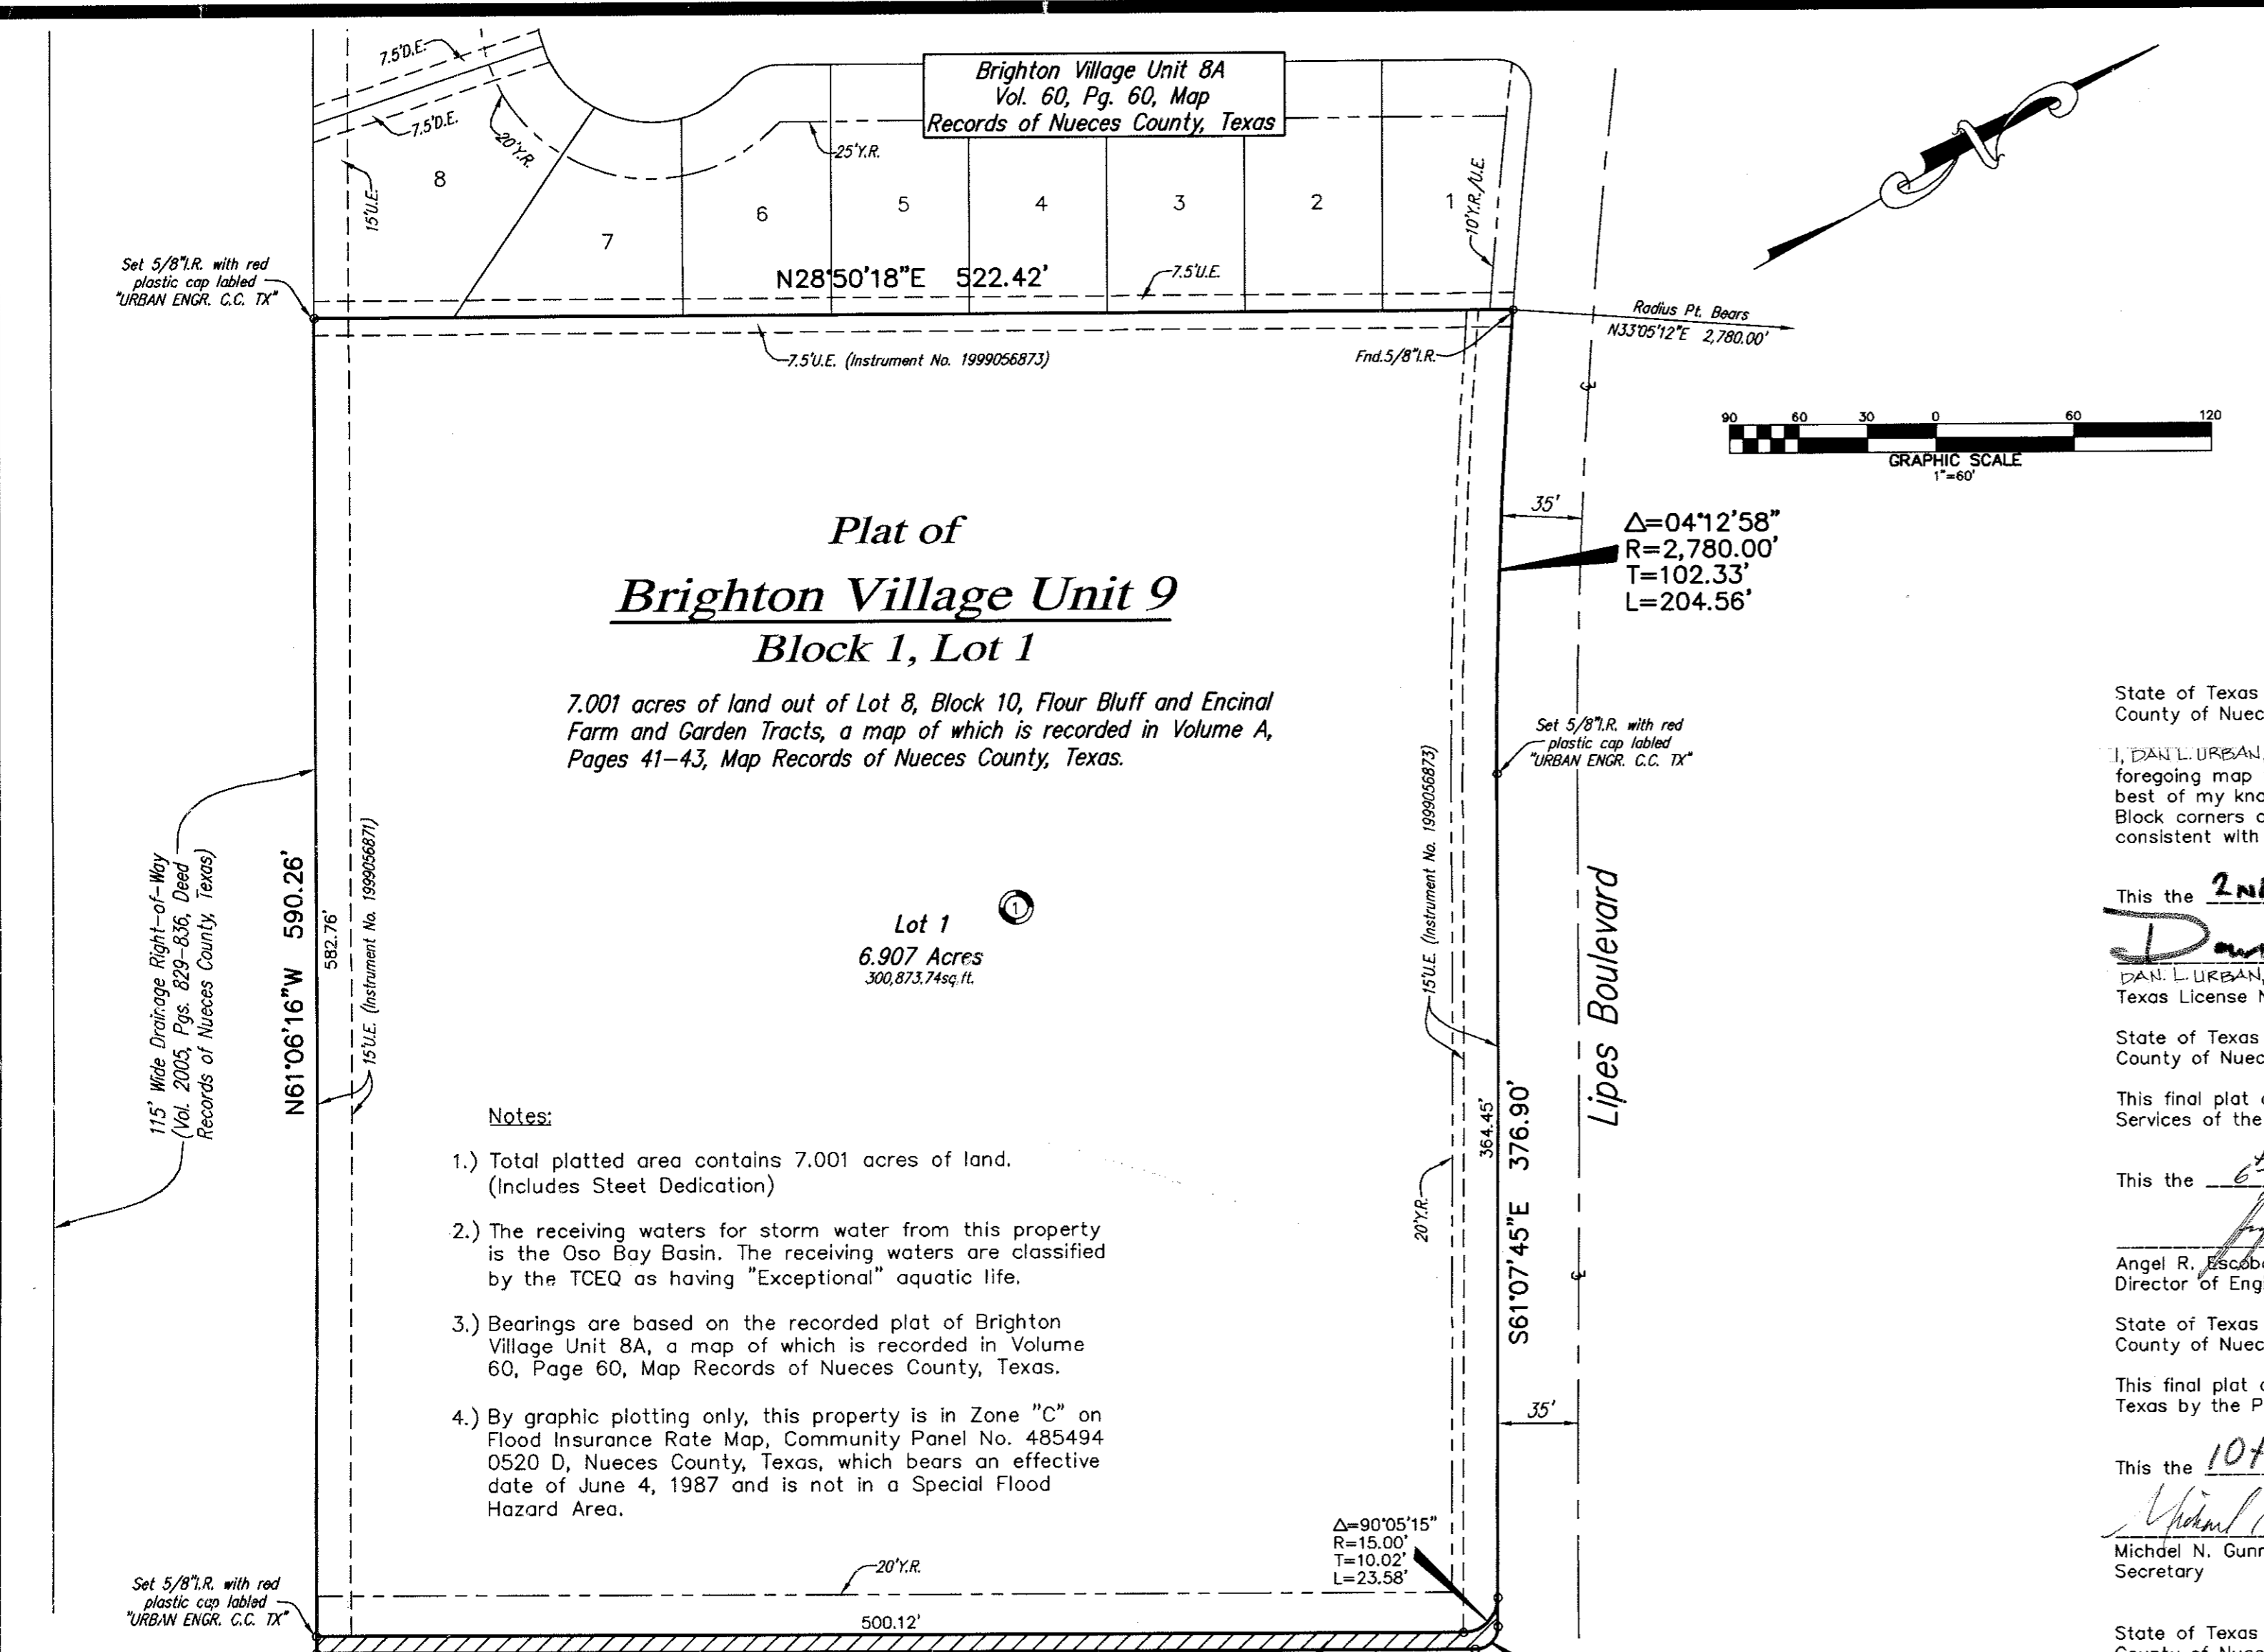 7.5'D.E.
7.5'D.E.
20'Y.R.
15'U.E.
Brighton Village Unit 8A
Vol. 60, Pg. 60, Map
Records of Nueces County, Texas
25'Y.R.
8
7
6
5
4
3
2
1
10'Y.R./U.E.
N28°50'18"E 522.42'
7.5'U.E.
Set 5/8"I.R. with red
plastic cap labled
"URBAN ENGR. C.C. TX"
7.5'U.E. (Instrument No. 1999056873)
Fnd.5/8"I.R.
Radius Pt. Bears
N33°05'12"E 2,780.00'
90 60 30 0 60 120
GRAPHIC SCALE
1"=60'
35'
Δ=04°12'58"
R=2,780.00'
T=102.33'
L=204.56'
Plat of
Brighton Village Unit 9
Block 1, Lot 1
7.001 acres of land out of Lot 8, Block 10, Flour Bluff and Encinal
Farm and Garden Tracts, a map of which is recorded in Volume A,
Pages 41-43, Map Records of Nueces County, Texas.
Set 5/8"I.R. with red
plastic cap labled
"URBAN ENGR. C.C. TX"
115' Wide Drainage Right-of-Way
(Vol. 2005, Pgs. 829-836, Deed
Records of Nueces County, Texas)
N61°06'16"W 590.26'
582.76'
15'U.E. (Instrument No. 1999056871)
Lot 1
1
6.907 Acres
300,873.74sq.ft.
15'U.E. (Instrument No. 1999056873)
Lipes Boulevard
364.45'
S61°07'45"E 376.90'
20'Y.R.
35'
Notes:
1.) Total platted area contains 7.001 acres of land.
(Includes Steet Dedication)
2.) The receiving waters for storm water from this property
is the Oso Bay Basin. The receiving waters are classified
by the TCEQ as having "Exceptional" aquatic life.
3.) Bearings are based on the recorded plat of Brighton
Village Unit 8A, a map of which is recorded in Volume
60, Page 60, Map Records of Nueces County, Texas.
4.) By graphic plotting only, this property is in Zone "C" on
Flood Insurance Rate Map, Community Panel No. 485494
0520 D, Nueces County, Texas, which bears an effective
date of June 4, 1987 and is not in a Special Flood
Hazard Area.
Δ=90°05'15"
R=15.00'
T=10.02'
L=23.58'
20'Y.R.
Set 5/8"I.R. with red
plastic cap labled
"URBAN ENGR. C.C. TX"
500.12'
State of Texas
County of Nuec
I, DAN L. URBAN,
foregoing map
best of my kno
Block corners
consistent with
This the 2ND
DAN. L. URBAN,
Texas License
State of Texas
County of Nuec
This final plat
Services of the
This the 6th
Angel R. Escob
Director of Eng
State of Texas
County of Nuec
This final plat
Texas by the P
This the 10
Michael N. Gunn
Secretary
State of Texas